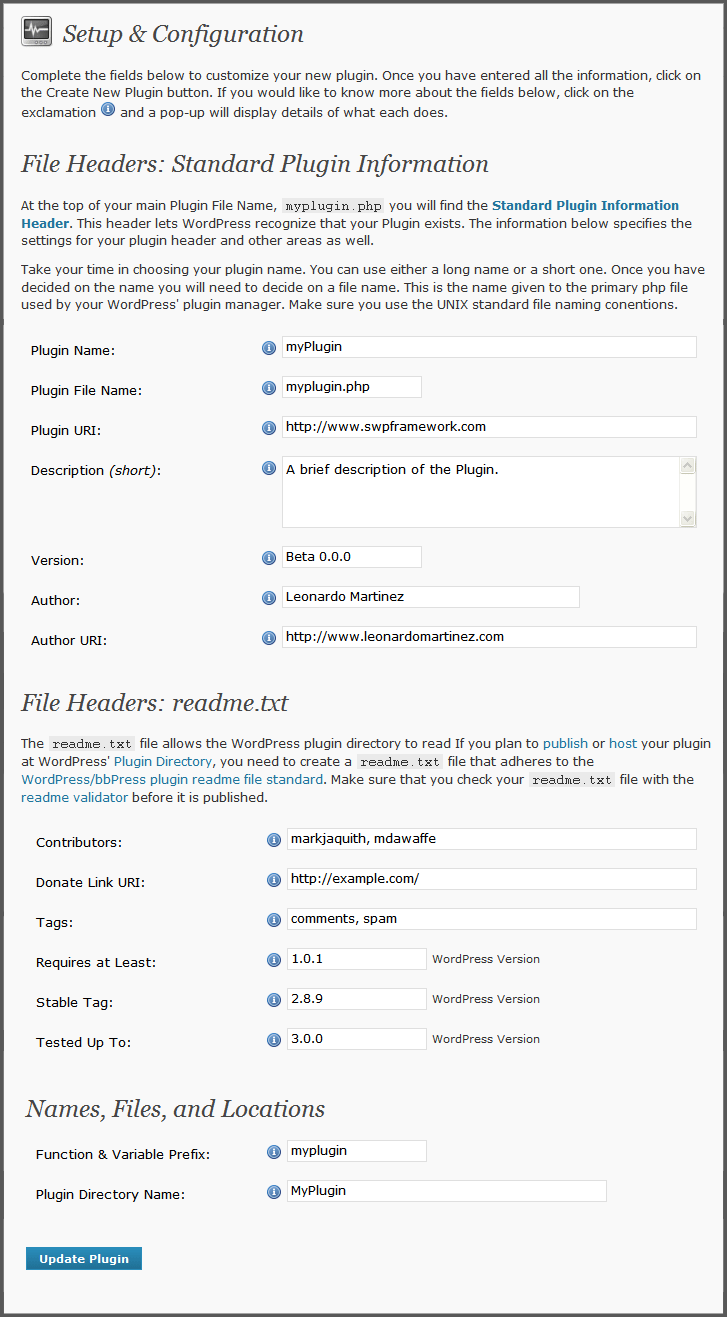 Setup & Configuration
Complete the fields below to customize your new plugin. Once you have entered all the information, click on
the Create New Plugin button. If you would like to know more about the fields below, click on the
exclamation i and a pop-up will display details of what each does.
File Headers: Standard Plugin Information
At the top of your main Plugin File Name, myplugin.php you will find the Standard Plugin Information
Header. This header lets WordPress recognize that your Plugin exists. The information below specifies the
settings for your plugin header and other areas as well.
Take your time in choosing your plugin name. You can use either a long name or a short one. Once you have
decided on the name you will need to decide on a file name. This is the name given to the primary php file
used by your WordPress' plugin manager. Make sure you use the UNIX standard file naming conentions.
Plugin Name: i myPlugin
Plugin File Name: i myplugin.php
Plugin URI: i http://www.swpframework.com
Description (short): i A brief description of the Plugin.
Version: i Beta 0.0.0
Author: i Leonardo Martinez
Author URI: i http://www.leonardomartinez.com
File Headers: readme.txt
The readme.txt file allows the WordPress plugin directory to read If you plan to publish or host your plugin
at WordPress' Plugin Directory, you need to create a readme.txt file that adheres to the
WordPress/bbPress plugin readme file standard. Make sure that you check your readme.txt file with the
readme validator before it is published.
Contributors: i markjaquith, mdawaffe
Donate Link URI: i http://example.com/
Tags: i comments, spam
Requires at Least: i 1.0.1 WordPress Version
Stable Tag: i 2.8.9 WordPress Version
Tested Up To: i 3.0.0 WordPress Version
Names, Files, and Locations
Function & Variable Prefix: i myplugin
Plugin Directory Name: i MyPlugin
Update Plugin